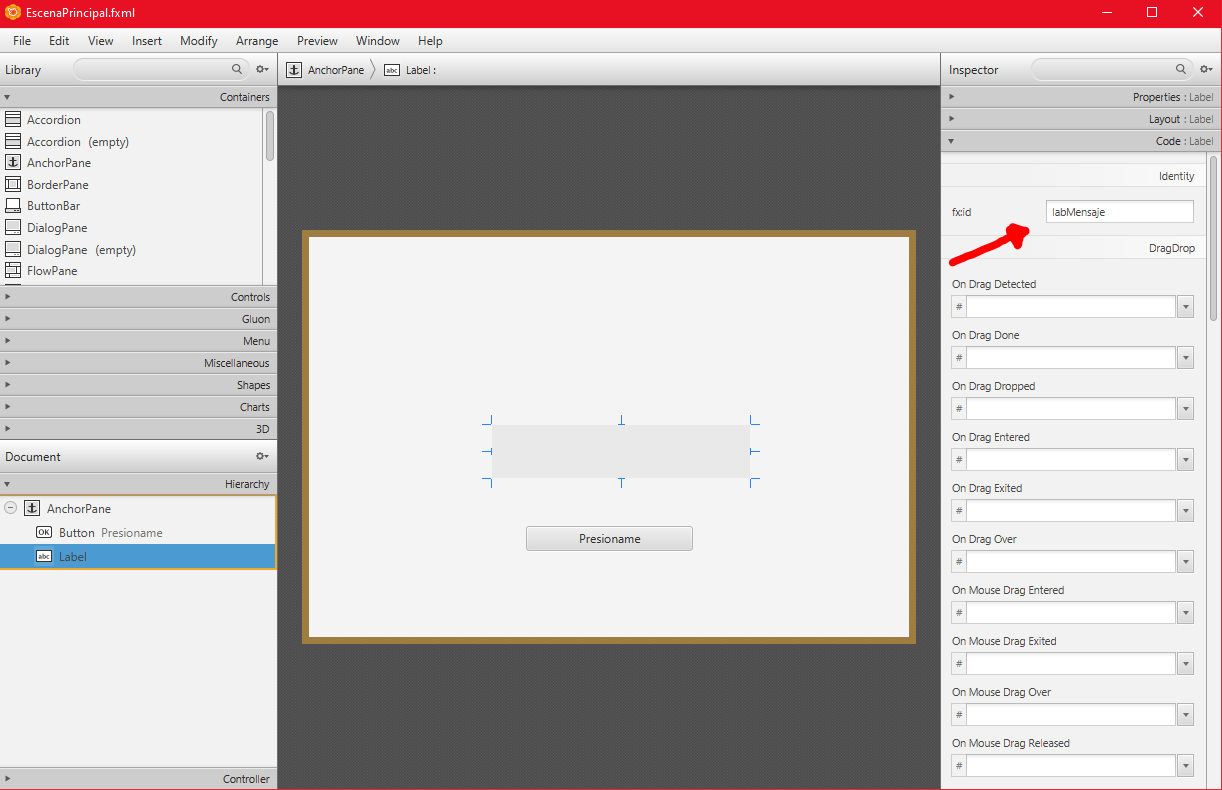 EscenaPrincipal.fxml
File Edit View Insert Modify Arrange Preview Window Help
Library
AnchorPane Label :
Inspector
Containers
Accordion
Accordion (empty)
AnchorPane
BorderPane
ButtonBar
DialogPane
DialogPane (empty)
FlowPane
Controls
Gluon
Menu
Miscellaneous
Shapes
Charts
3D
Document
Hierarchy
AnchorPane
OK Button Presioname
abc Label
Controller
Presioname
Properties : Label
Layout : Label
Code : Label
Identity
fx:id labMensaje
DragDrop
On Drag Detected
#
On Drag Done
#
On Drag Dropped
#
On Drag Entered
#
On Drag Exited
#
On Drag Over
#
On Mouse Drag Entered
#
On Mouse Drag Exited
#
On Mouse Drag Over
#
On Mouse Drag Released
#